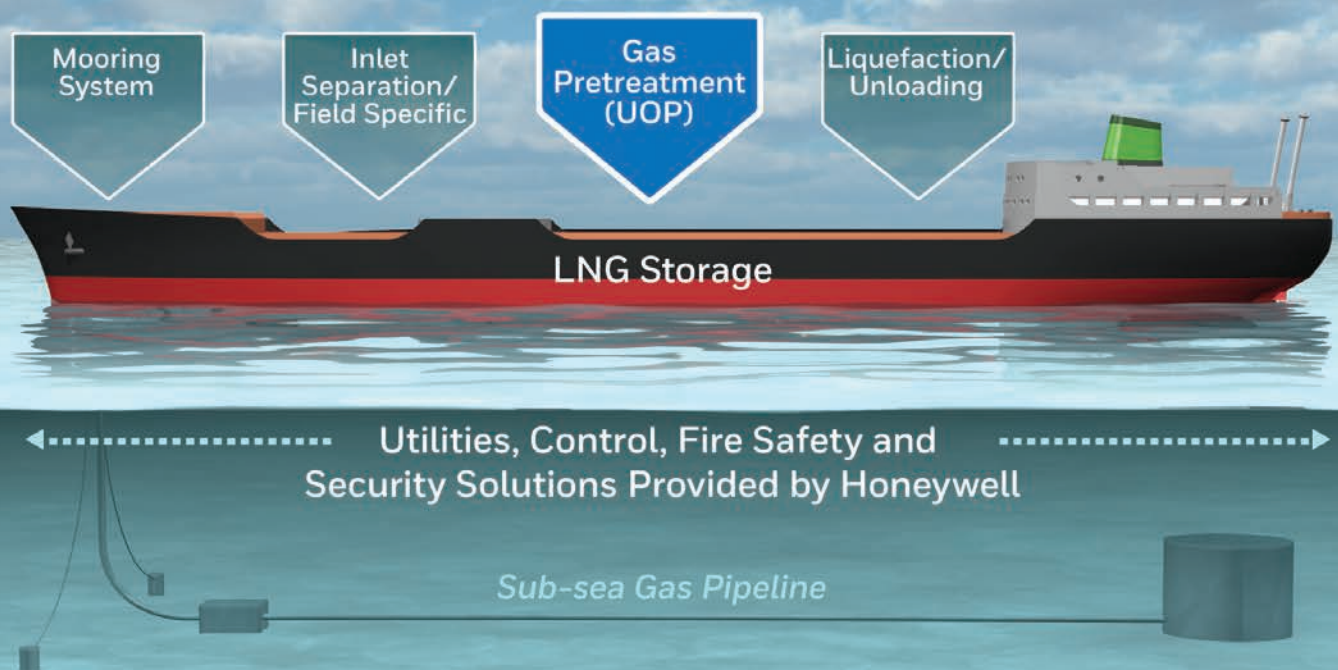 Mooring
System
Inlet
Separation/
Field Specific
Gas
Pretreatment
(UOP)
Liquefaction/
Unloading
LNG Storage
Utilities, Control, Fire Safety and
Security Solutions Provided by Honeywell
Sub-sea Gas Pipeline